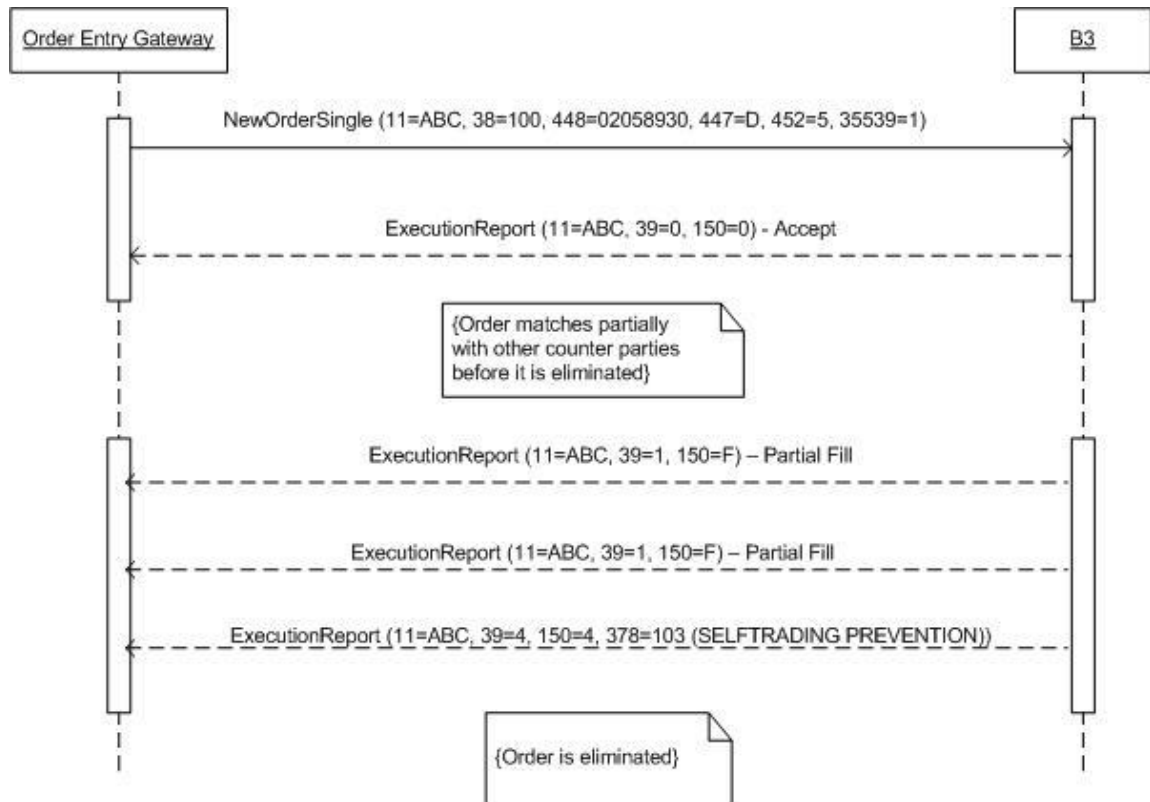 Order Entry Gateway
B3
NewOrderSingle (11=ABC, 38=100, 448=02058930, 447=D, 452=5, 35539=1)
ExecutionReport (11=ABC, 39=0, 150=0) - Accept
{Order matches partially
with other counter parties
before it is eliminated}
ExecutionReport (11=ABC, 39=1, 150=F) – Partial Fill
ExecutionReport (11=ABC, 39=1, 150=F) – Partial Fill
ExecutionReport (11=ABC, 39=4, 150=4, 378=103 (SELFTRADING PREVENTION))
{Order is eliminated}